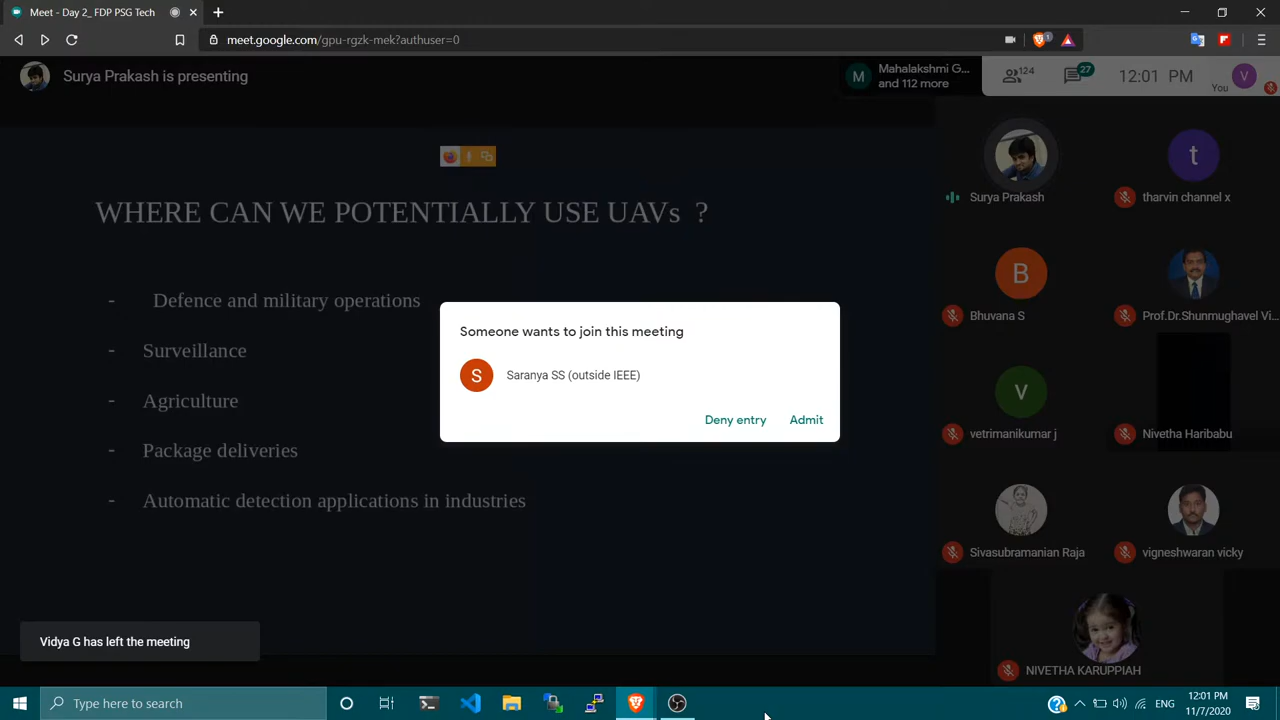 Meet - Day 2_ FDP PSG Tech
meet.google.com/gpu-rgzk-mek?authuser=0
1
Surya Prakash is presenting
M
Mahalakshmi G...
and 112 more
124
27
12:01 PM
You
V
WHERE CAN WE POTENTIALLY USE UAVs ?
- Defence and military operations
- Surveillance
- Agriculture
- Package deliveries
- Automatic detection applications in industries
Someone wants to join this meeting
S
Saranya SS (outside IEEE)
Deny entry
Admit
Surya Prakash
t
tharvin channel x
B
Bhuvana S
Prof.Dr.Shunmughavel Vi...
V
vetrimanikumar j
Nivetha Haribabu
Sivasubramanian Raja
vigneshwaran vicky
NIVETHA KARUPPIAH
Vidya G has left the meeting
Type here to search
ENG
12:01 PM
11/7/2020